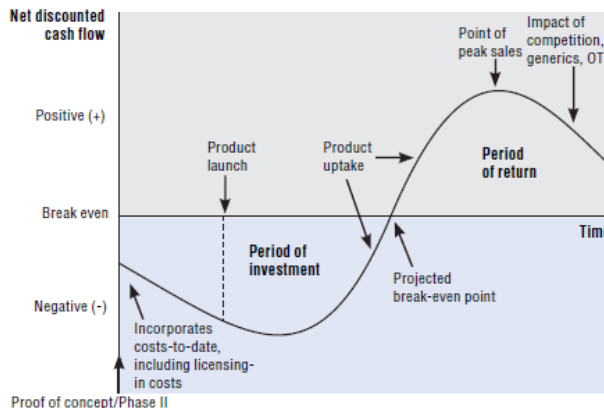 Net discounted
cash flow
Positive (+)
Break even
Negative (-)
Product
launch
Product
uptake
Point of
peak sales
Impact of
competition,
generics, OT
Period
of return
Time
Period of
investment
Projected
break-even point
Incorporates
costs-to-date,
including licensing-
in costs
Proof of concept/Phase II